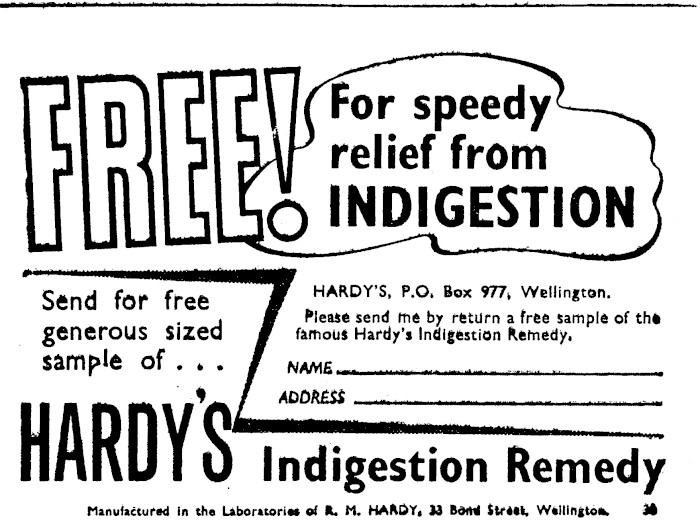 FREE!
For speedy
relief from
INDIGESTION
Send for free
generous sized
sample of . . .
HARDY'S, P.O. Box 977, Wellington.
Please send me by return a free sample of the
famous Hardy's Indigestion Remedy.
NAME
ADDRESS
HARDY'S Indigestion Remedy
Manufactured in the Laboratories of R. M. HARDY, 33 Bond Street, Wellington.